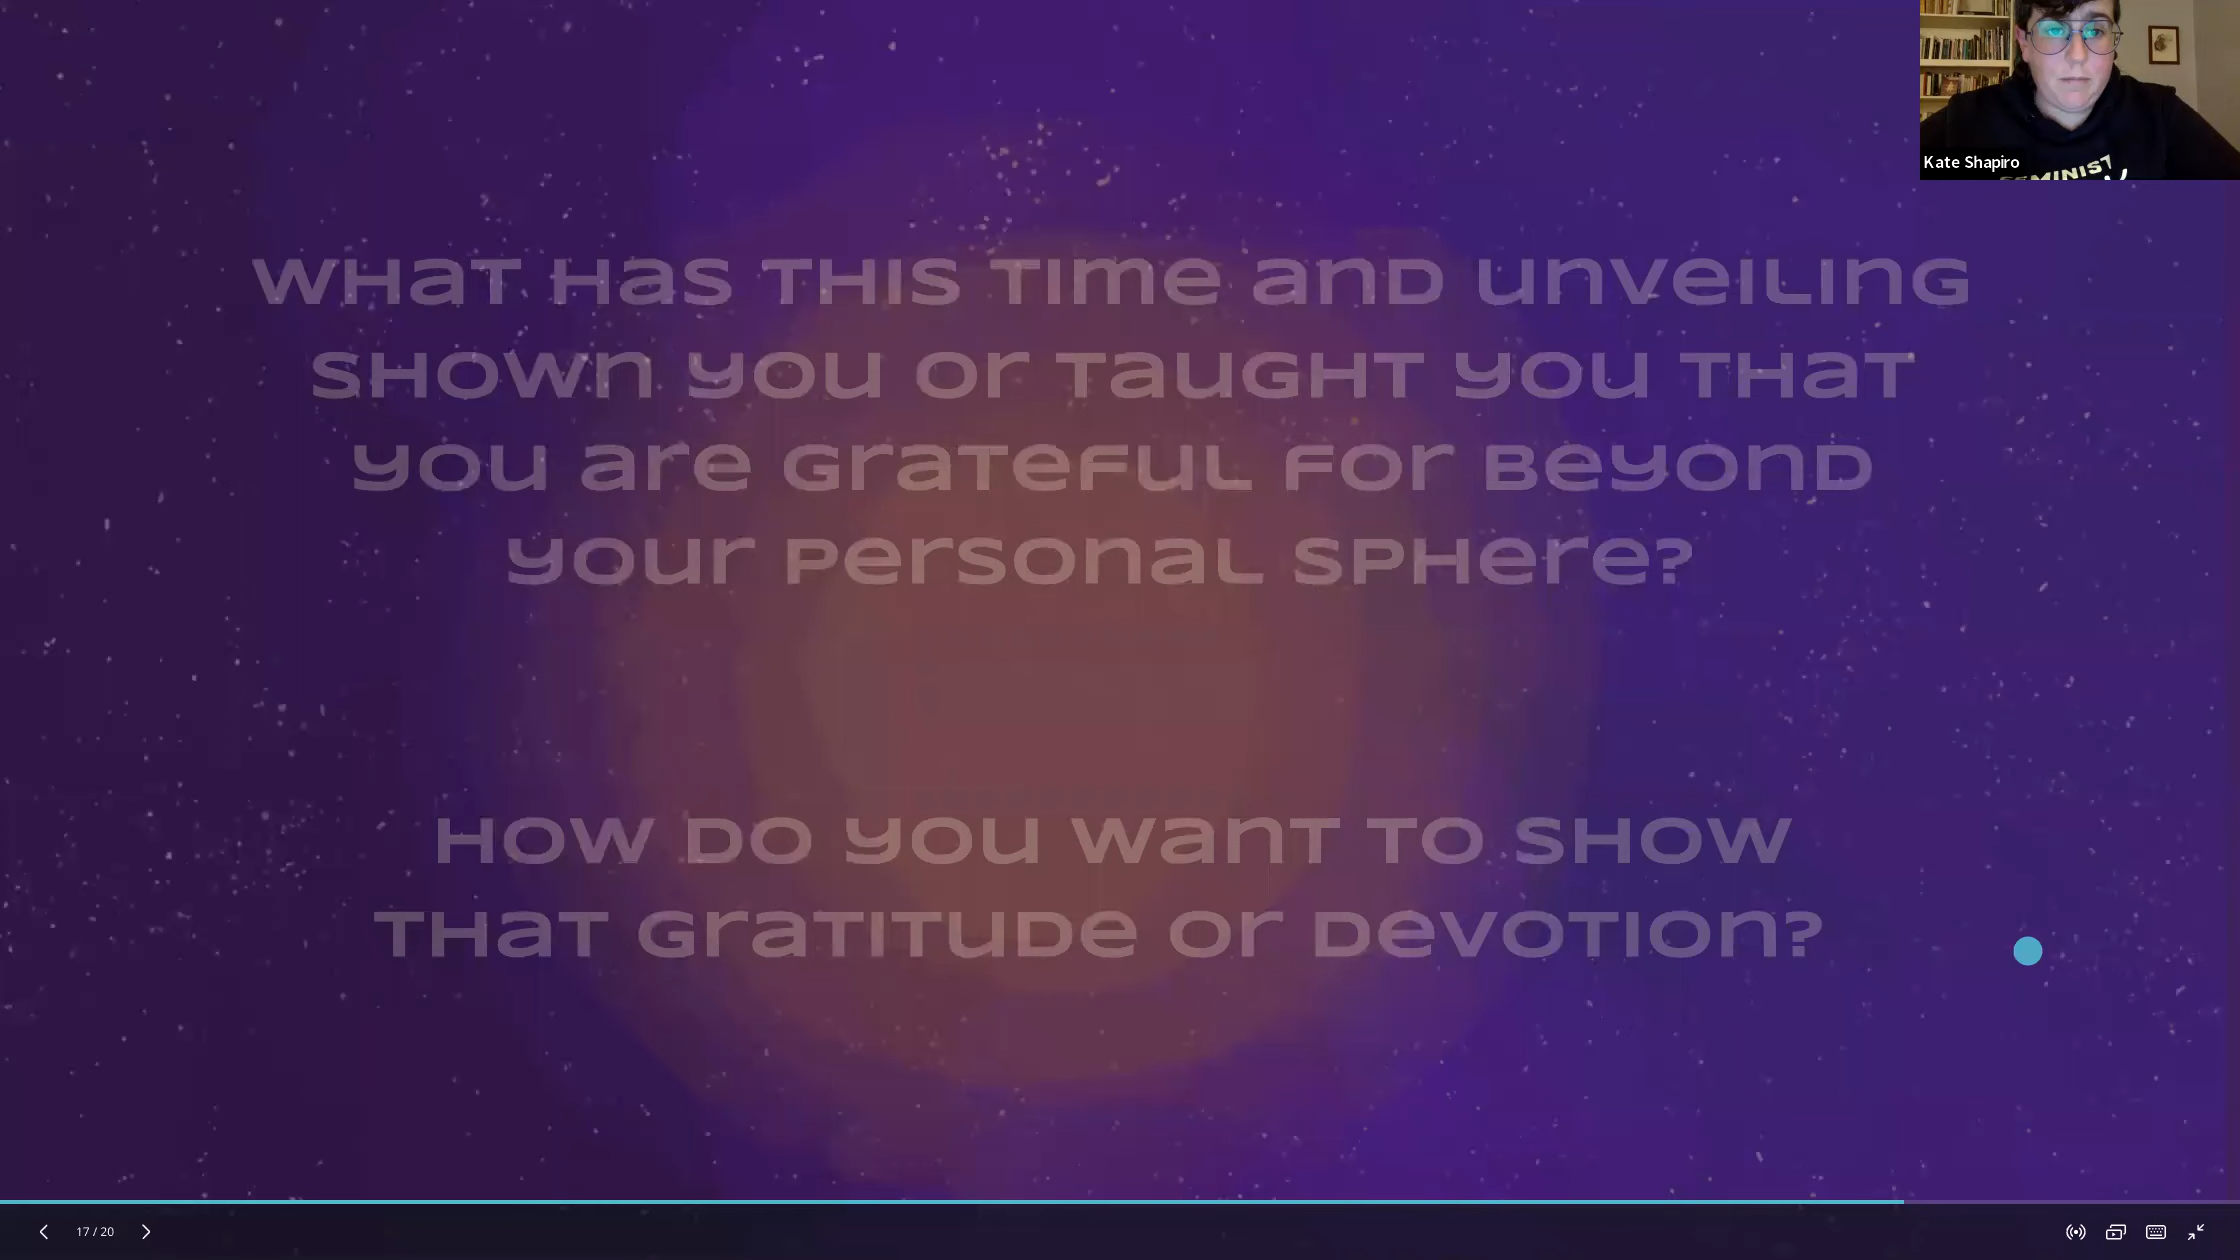 WHaT Has THIS TIme anD unveILING
SHOWn you or TauGHT you THaT
you are GraTeFUL For Beyond
your Personal SPHere?
HOW DO you WanT TO SHOW
THaT GraTITUDe or DevoTIon?
Kate Shapiro
17 / 20